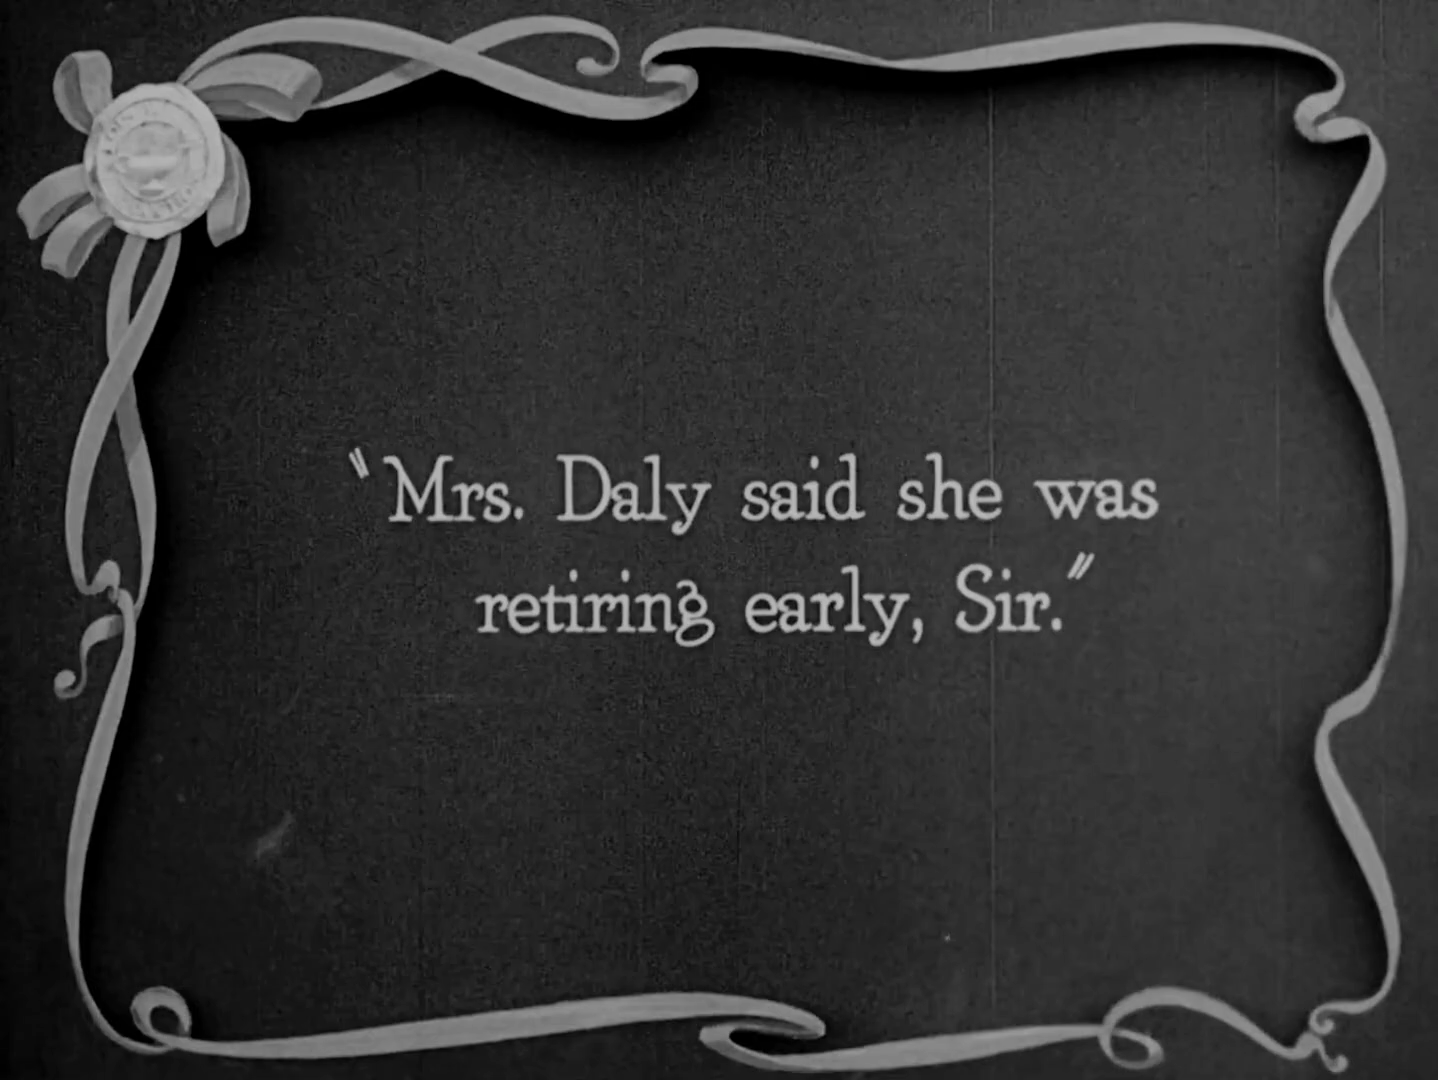 "Mrs. Daly said she was
retiring early, Sir."